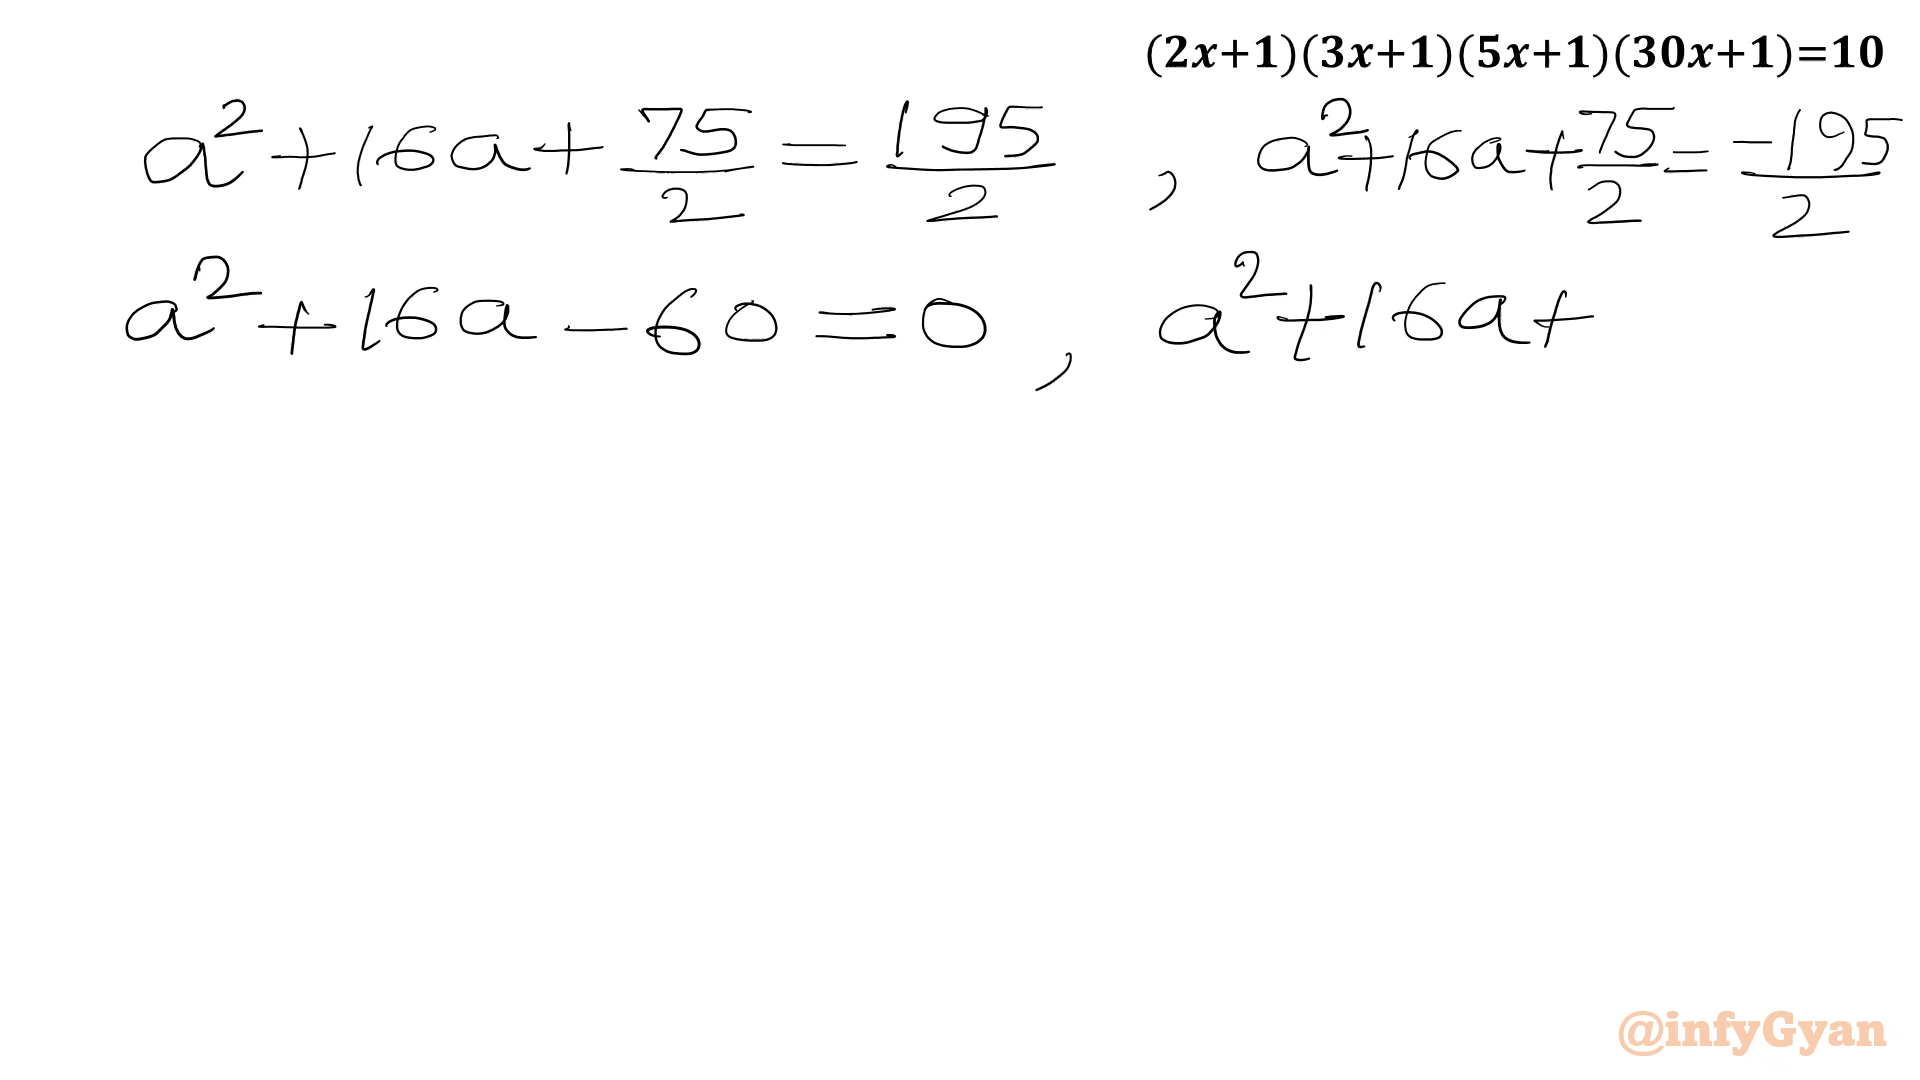 (2x+1)(3x+1)(5x+1)(30x+1)=10
a²+16a+75/2=195/2 , a²+16a+75/2=-195/2
a²+16a-60=0 , a²+16a+
@infyGyan